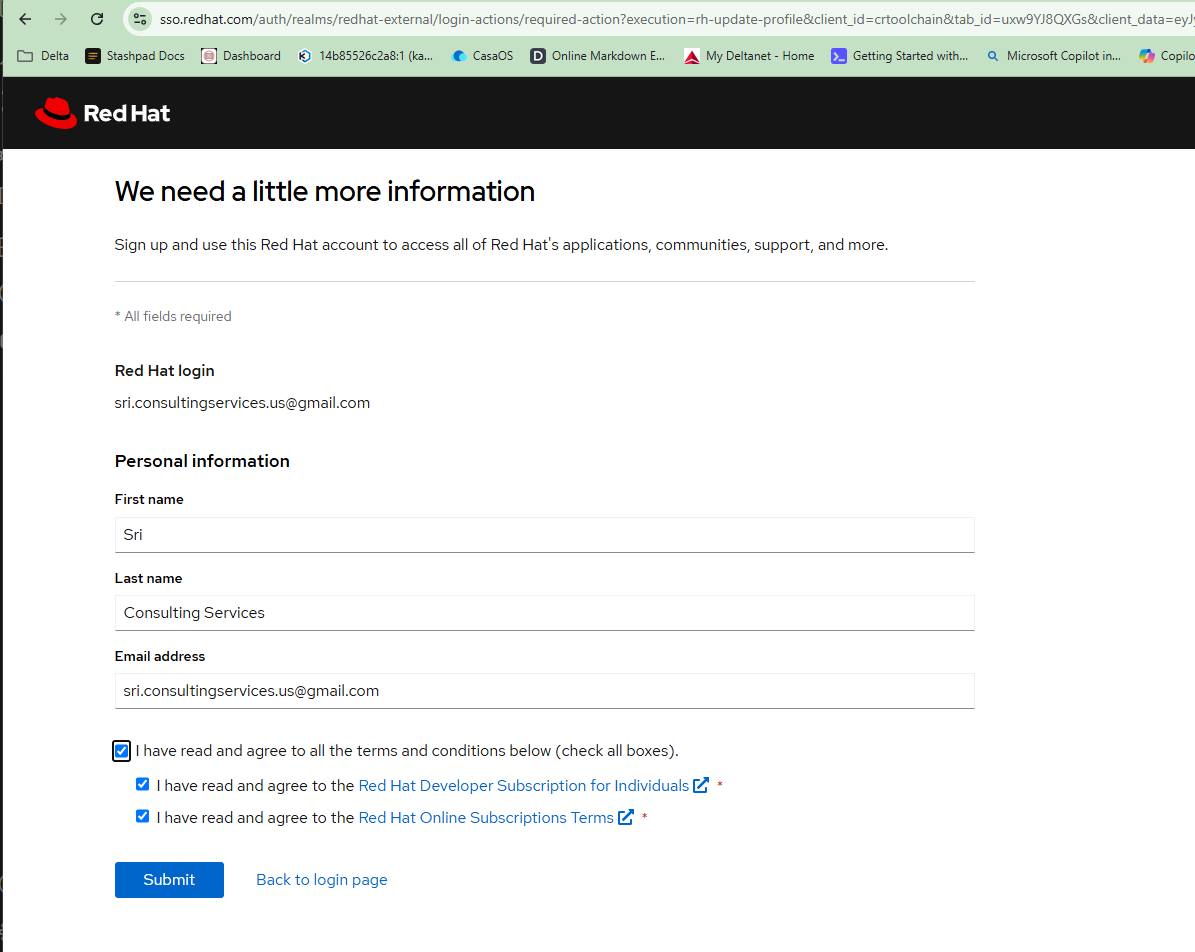 sso.redhat.com/auth/realms/redhat-external/login-actions/required-action?execution=rh-update-profile&client_id=crtoolchain&tab_id=uxw9YJ8QXGs&client_data=eyJ
Delta Stashpad Docs Dashboard 14b85526c2a8:1 (ka... CasaOS D Online Markdown E... My Deltanet - Home Getting Started with... Microsoft Copilot in... Copilo
Red Hat
We need a little more information
Sign up and use this Red Hat account to access all of Red Hat's applications, communities, support, and more.
* All fields required
Red Hat login
sri.consultingservices.us@gmail.com
Personal information
First name
Sri
Last name
Consulting Services
Email address
sri.consultingservices.us@gmail.com
I have read and agree to all the terms and conditions below (check all boxes).
I have read and agree to the Red Hat Developer Subscription for Individuals *
I have read and agree to the Red Hat Online Subscriptions Terms *
Submit Back to login page